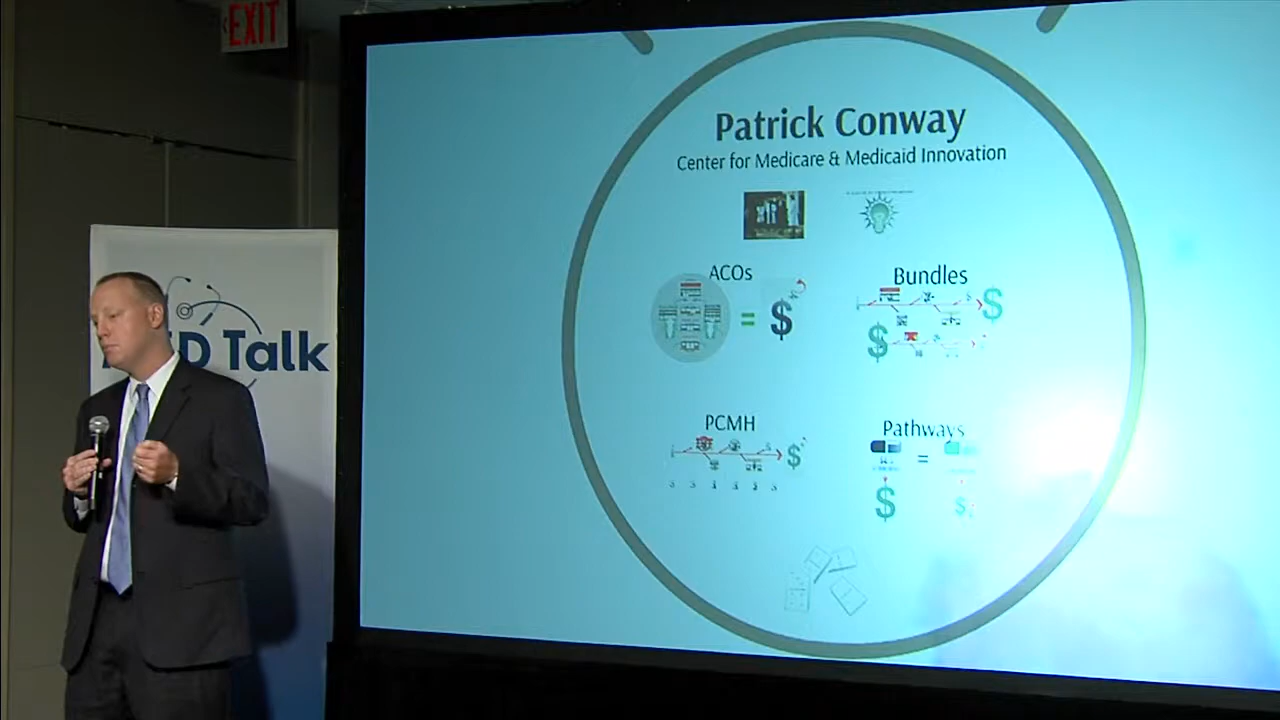 EXIT
D Talk
Patrick Conway
Center for Medicare & Medicaid Innovation
ACOs
= $
Bundles
$
$
PCMH
$
Pathways
=
$
$